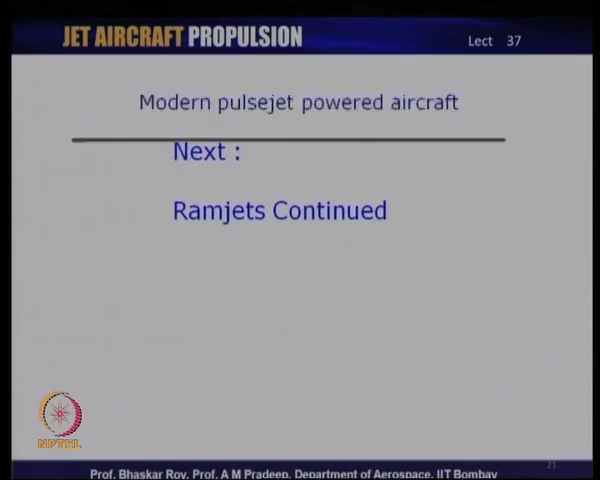 JET AIRCRAFT PROPULSION
Lect 37
Modern pulsejet powered aircraft
Next :
Ramjets Continued
NPTEL
23
Prof. Bhaskar Roy, Prof. A M Pradeep, Department of Aerospace, IIT Bombay